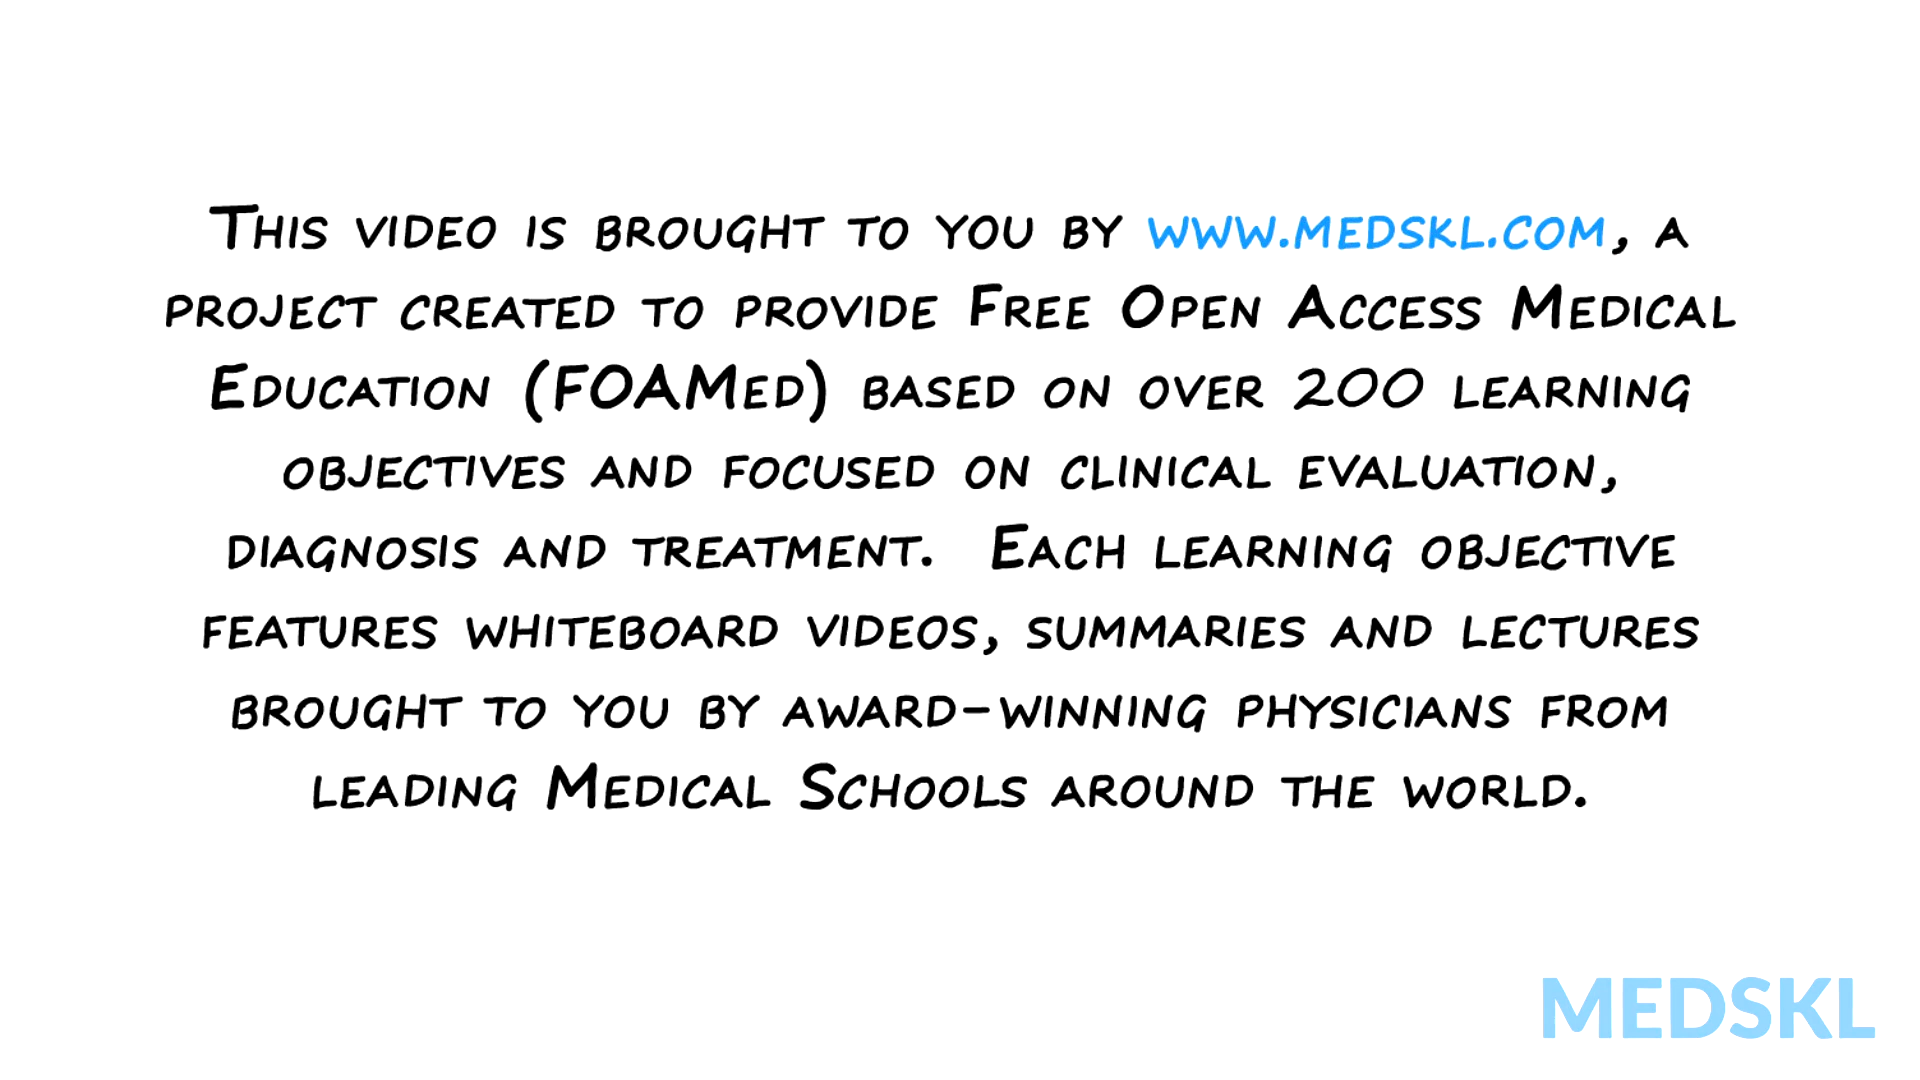 This video is brought to you by www.medskl.com, a
project created to provide Free Open Access Medical
Education (FOAMed) based on over 200 learning
objectives and focused on clinical evaluation,
diagnosis and treatment. Each learning objective
features whiteboard videos, summaries and lectures
brought to you by award-winning physicians from
leading Medical Schools around the world.
MEDSKL